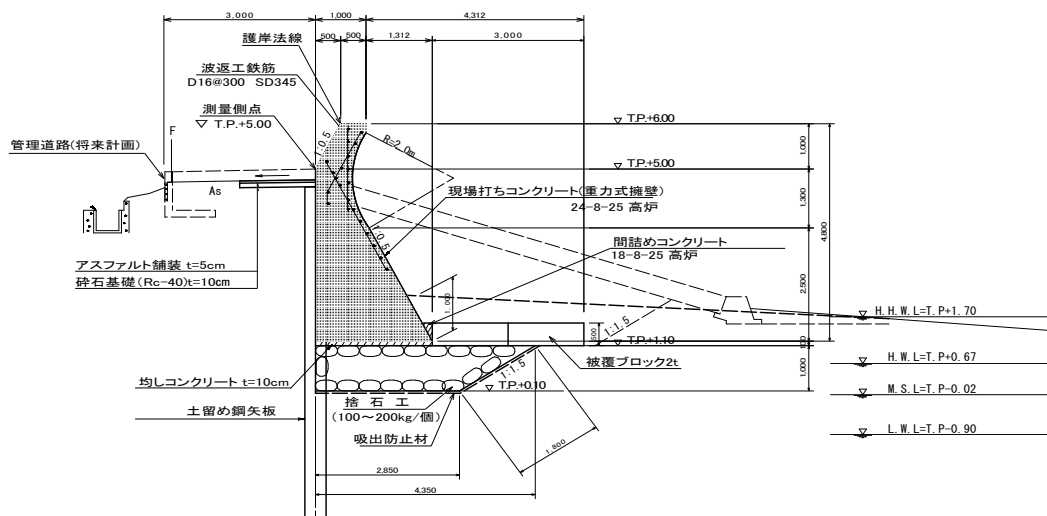 3,000
1,000
4,312
500
500
1,312
3,000
護岸法線
波返工鉄筋
D16@300 SD345
測量側点
▽ T.P.+5.00
F
管理道路(将来計画)
As
1:0.5
R=2.0m
T.P.+6.00
T.P.+5.00
1,000
1,300
2,500
100
1,000
4,800
現場打ちコンクリート(重力式擁壁)
24-8-25 高炉
1:0.5
間詰めコンクリート
18-8-25 高炉
アスファルト舗装 t=5cm
砕石基礎(Rc-40)t=10cm
1,000
500
1:1.5
H.H.W.L=T.P+1.70
T.P.+1.10
被覆ブロック2t
H.W.L=T.P+0.67
均しコンクリート t=10cm
1:1.5
T.P.+0.10
M.S.L=T.P-0.02
捨石工
(100～200kg/個)
土留め鋼矢板
吸出防止材
L.W.L=T.P-0.90
1,800
2,850
4,350